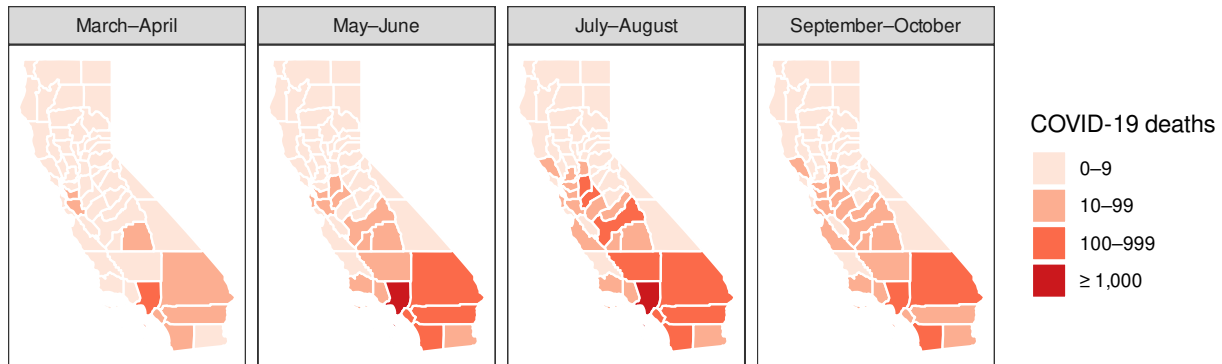 March–April
May–June
July–August
September–October
COVID-19 deaths
0–9
10–99
100–999
≥ 1,000